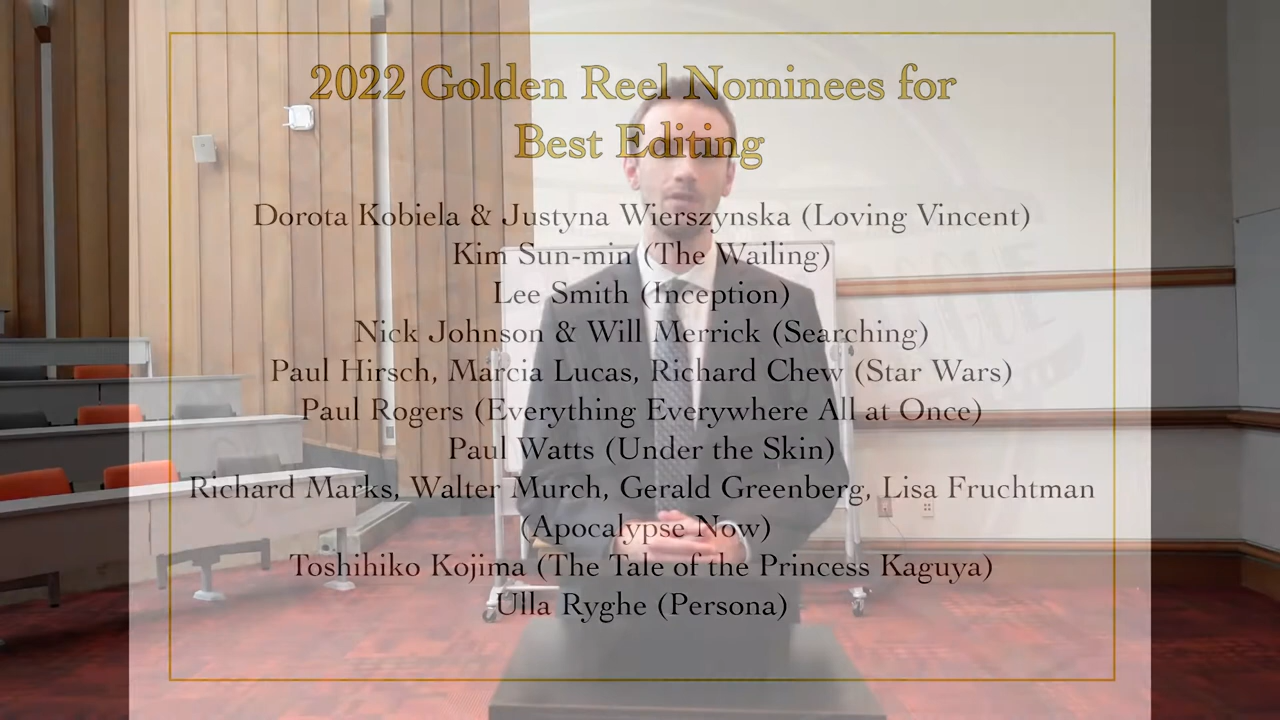 2022 Golden Reel Nominees for
Best Editing
Dorota Kobiela & Justyna Wierszynska (Loving Vincent)
Kim Sun-min (The Wailing)
Lee Smith (Inception)
Nick Johnson & Will Merrick (Searching)
Paul Hirsch, Marcia Lucas, Richard Chew (Star Wars)
Paul Rogers (Everything Everywhere All at Once)
Paul Watts (Under the Skin)
Richard Marks, Walter Murch, Gerald Greenberg, Lisa Fruchtman
(Apocalypse Now)
Toshihiko Kojima (The Tale of the Princess Kaguya)
Ulla Ryghe (Persona)